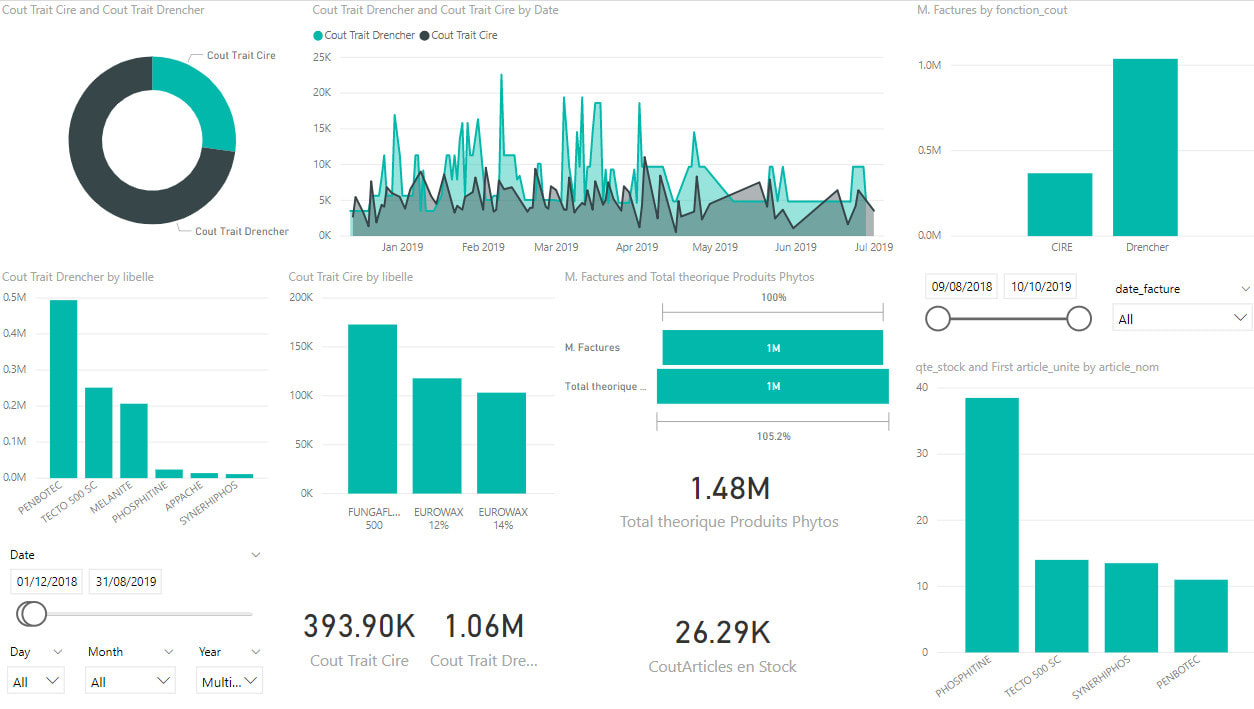 Cout Trait Cire and Cout Trait Drencher
Cout Trait Cire
Cout Trait Drencher
Cout Trait Drencher and Cout Trait Cire by Date
Cout Trait Drencher Cout Trait Cire
25K
20K
15K
10K
5K
0K
Jan 2019 Feb 2019 Mar 2019 Apr 2019 May 2019 Jun 2019 Jul 2019
M. Factures by fonction_cout
1.0M
0.5M
0.0M
CIRE Drencher
Cout Trait Drencher by libelle
0.5M
0.4M
0.3M
0.2M
0.1M
0.0M
PENBOTEC
TECTO 500 SC
MELANITE
PHOSPHITINE
APPACHE
SYNERHIPHOS
Cout Trait Cire by libelle
200K
150K
100K
50K
0K
FUNGAFL... EUROWAX EUROWAX
500 12% 14%
M. Factures and Total theorique Produits Phytos
100%
M. Factures 1M
Total theorique ... 1M
105.2%
1.48M
Total theorique Produits Phytos
09/08/2018 10/10/2019
date_facture
All
qte_stock and First article_unite by article_nom
40
30
20
10
0
PHOSPHITINE
TECTO 500 SC
SYNERHIPHOS
PENBOTEC
Date
01/12/2018 31/08/2019
Day Month Year
All All Multi...
393.90K
Cout Trait Cire
1.06M
Cout Trait Dre...
26.29K
CoutArticles en Stock